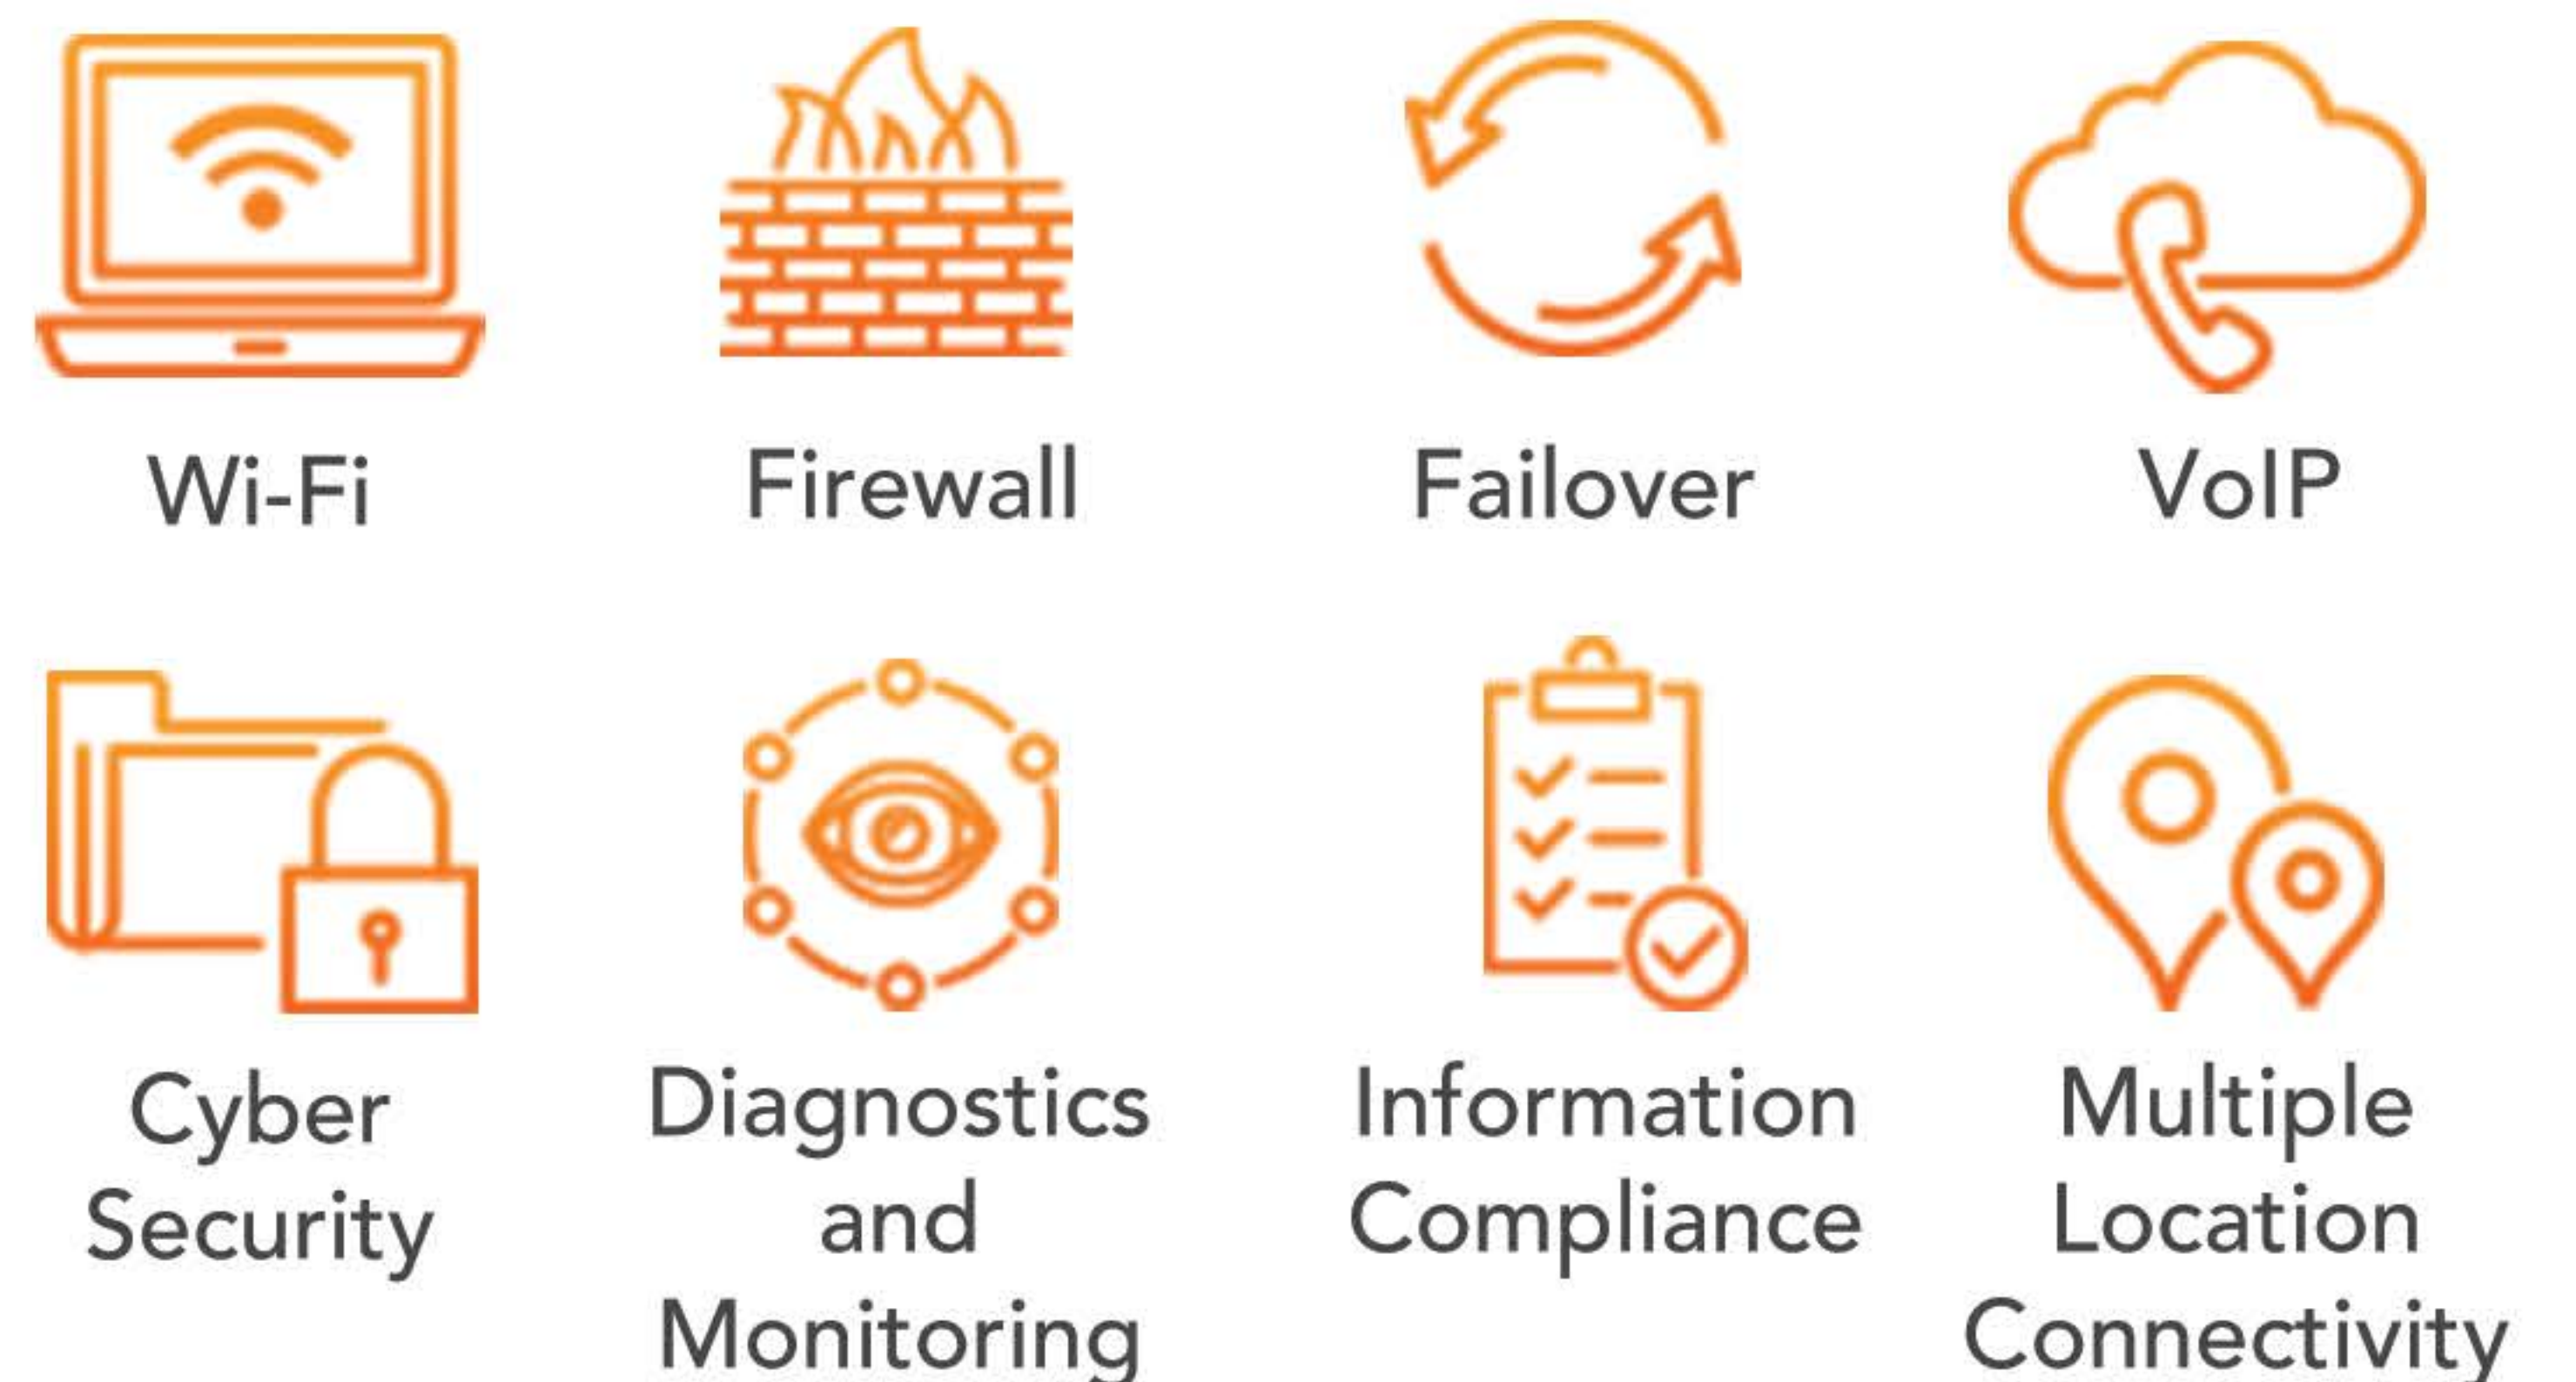 Wi-Fi
Firewall
Failover
VoIP
Cyber
Security
Diagnostics
and
Monitoring
Information
Compliance
Multiple
Location
Connectivity